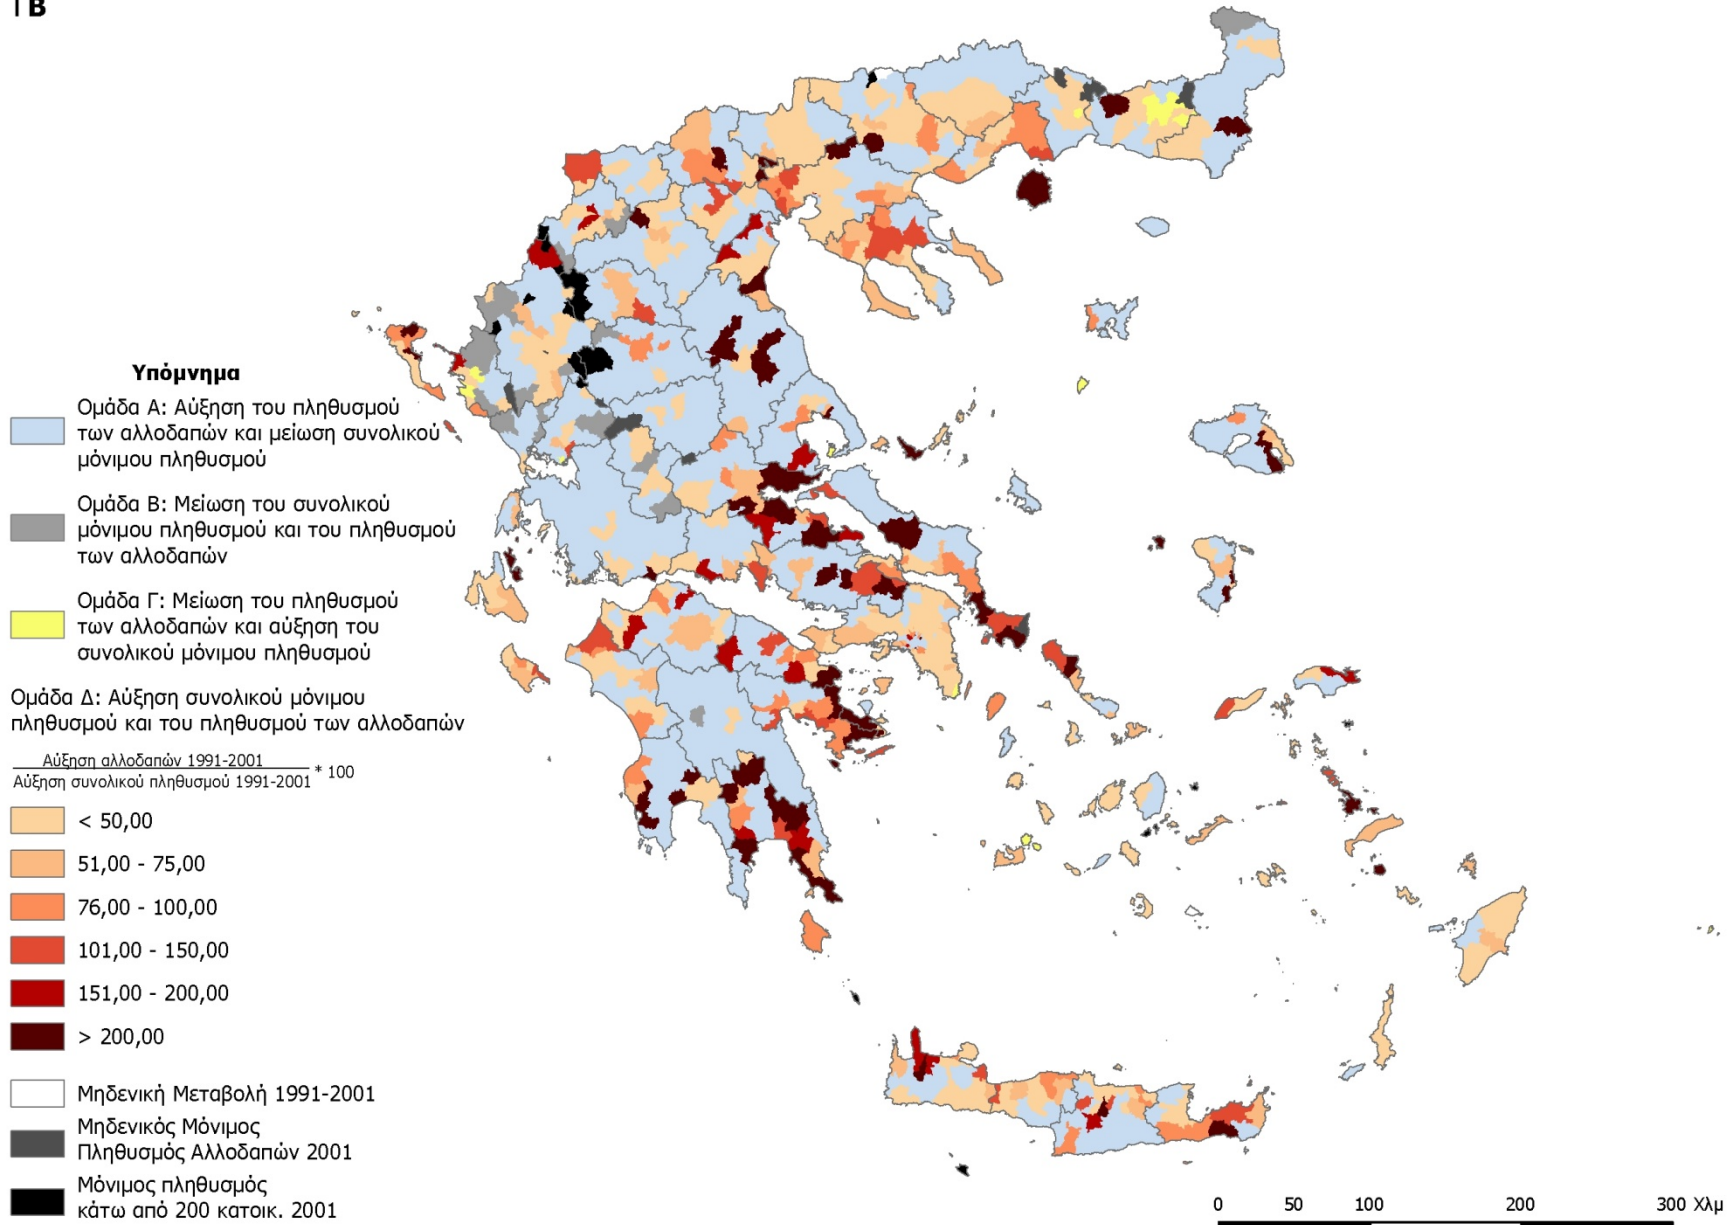 B
Υπόμνημα
Ομάδα Α: Αύξηση του πληθυσμού
των αλλοδαπών και μείωση συνολικού
μόνιμου πληθυσμού
Ομάδα Β: Μείωση του συνολικού
μόνιμου πληθυσμού και του πληθυσμού
των αλλοδαπών
Ομάδα Γ: Μείωση του πληθυσμού
των αλλοδαπών και αύξηση του
συνολικού μόνιμου πληθυσμού
Ομάδα Δ: Αύξηση συνολικού μόνιμου
πληθυσμού και του πληθυσμού των αλλοδαπών
Αύξηση αλλοδαπών 1991-2001
Αύξηση συνολικού πληθυσμού 1991-2001 * 100
< 50,00
51,00 - 75,00
76,00 - 100,00
101,00 - 150,00
151,00 - 200,00
> 200,00
Μηδενική Μεταβολή 1991-2001
Μηδενικός Μόνιμος
Πληθυσμός Αλλοδαπών 2001
Μόνιμος πληθυσμός
κάτω από 200 κατοικ. 2001
0 50 100 200 300 Χλμ